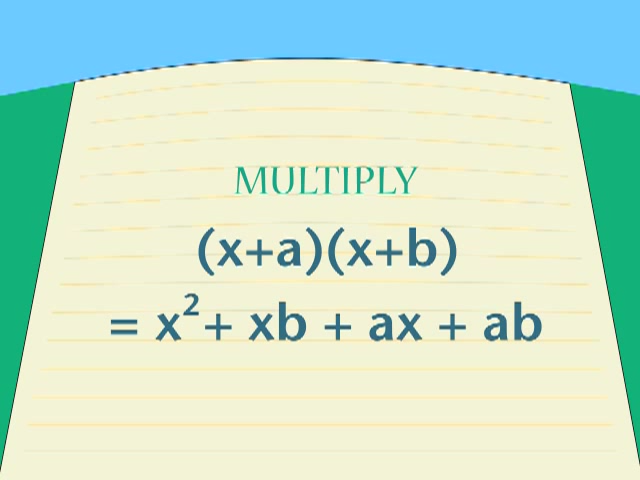 MULTIPLY
(x+a)(x+b)
= x²+ xb + ax + ab